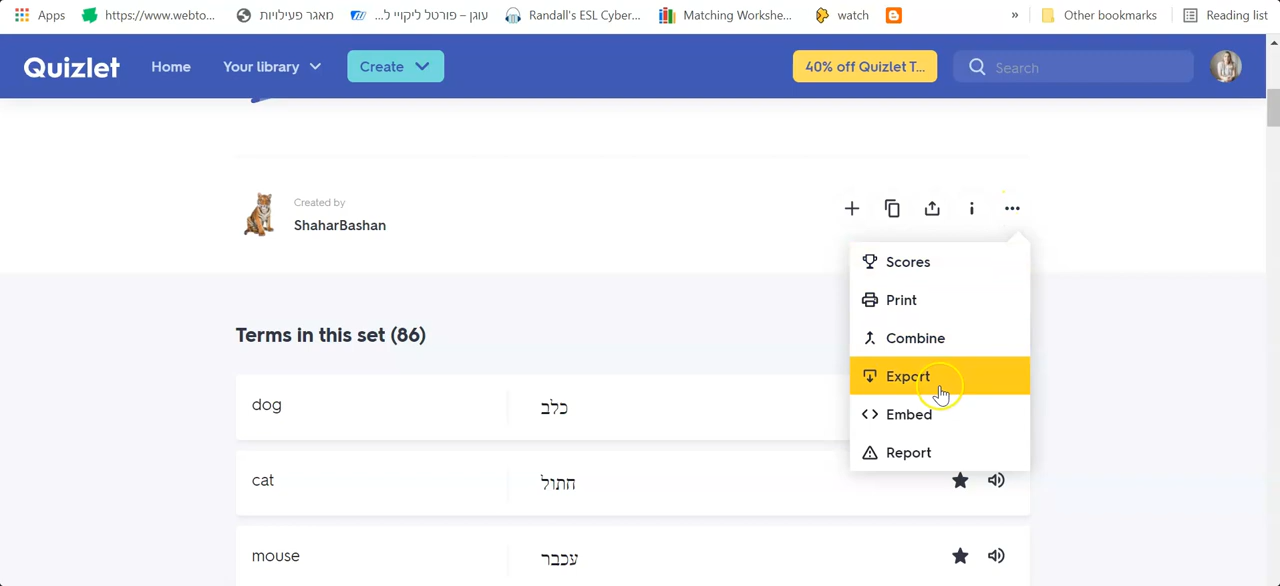 Apps https://www.webto... מאגר פעילויות עוגן – פורטל ליקויי ל... Randall's ESL Cyber... Matching Workshe... watch » Other bookmarks Reading list
Quizlet Home Your library Create 40% off Quizlet T... Search
Created by
ShaharBashan
Scores
Print
Combine
Export
Embed
Report
Terms in this set (86)
dog כלב
cat חתול
mouse עכבר